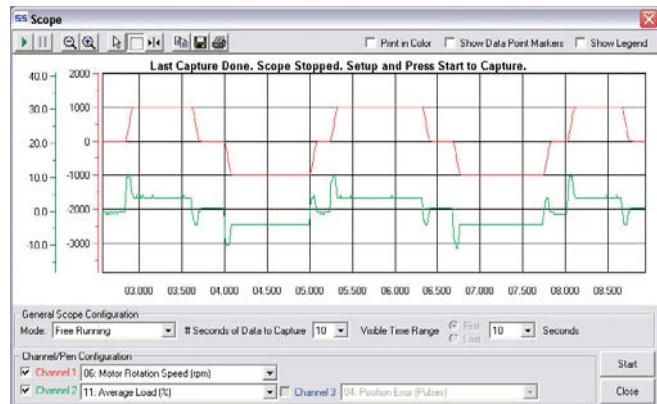 SS Scope
Print in Color Show Data Point Markers Show Legend
Last Capture Done. Scope Stopped. Setup and Press Start to Capture.
40.0 2000
30.0 1000
20.0 0
10.0 -1000
0.0 -2000
-10.0 -3000
03.000 03.500 04.000 04.500 05.000 05.500 06.000 06.500 07.000 07.500 08.000 08.500
General Scope Configuration
Mode: Free Running # Seconds of Data to Capture 10 Visible Time Range First Last 10 Seconds
Channel/Pen Configuration
Channel 1 06: Motor Rotation Speed (rpm) Start
Channel 2 11: Average Load (%) Channel 3 04: Position Error (Pulses) Close